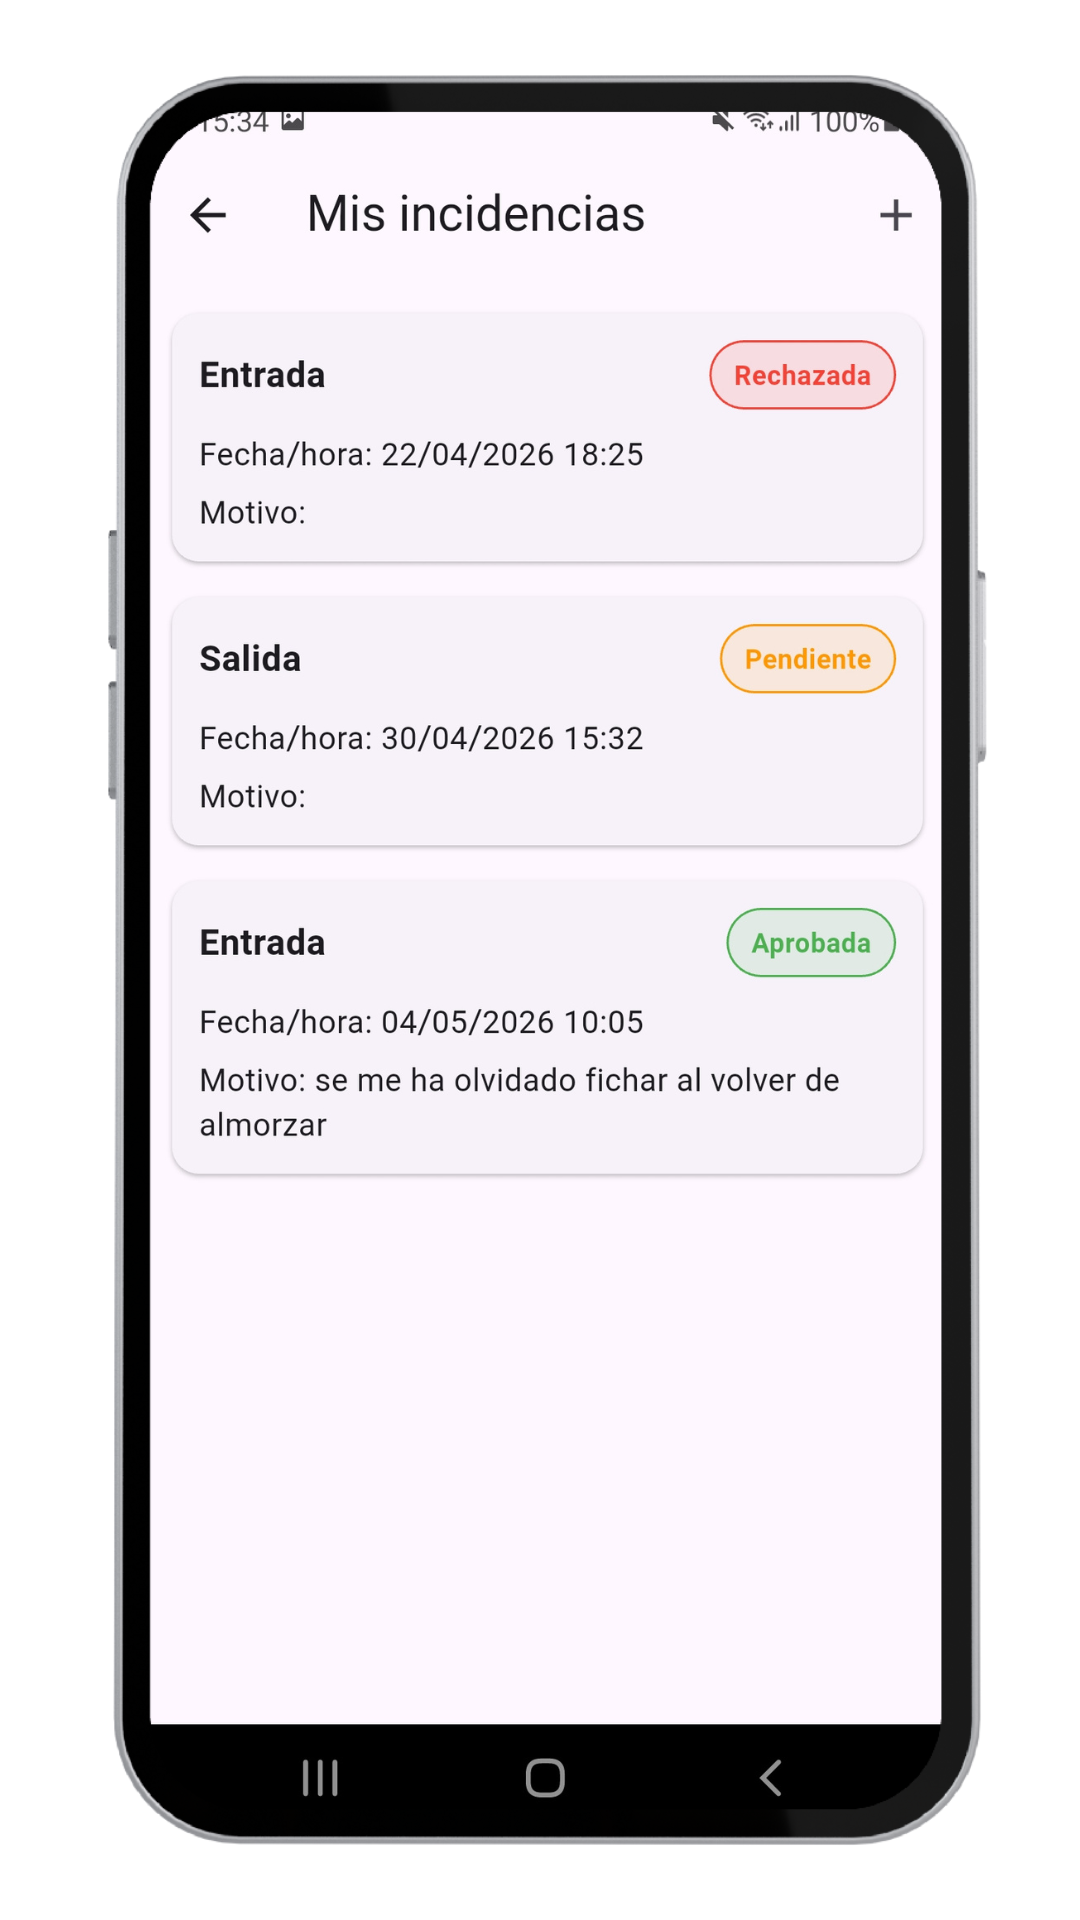 15:34 100%
Mis incidencias
Entrada
Rechazada
Fecha/hora: 22/04/2026 18:25
Motivo:
Salida
Pendiente
Fecha/hora: 30/04/2026 15:32
Motivo:
Entrada
Aprobada
Fecha/hora: 04/05/2026 10:05
Motivo: se me ha olvidado fichar al volver de
almorzar